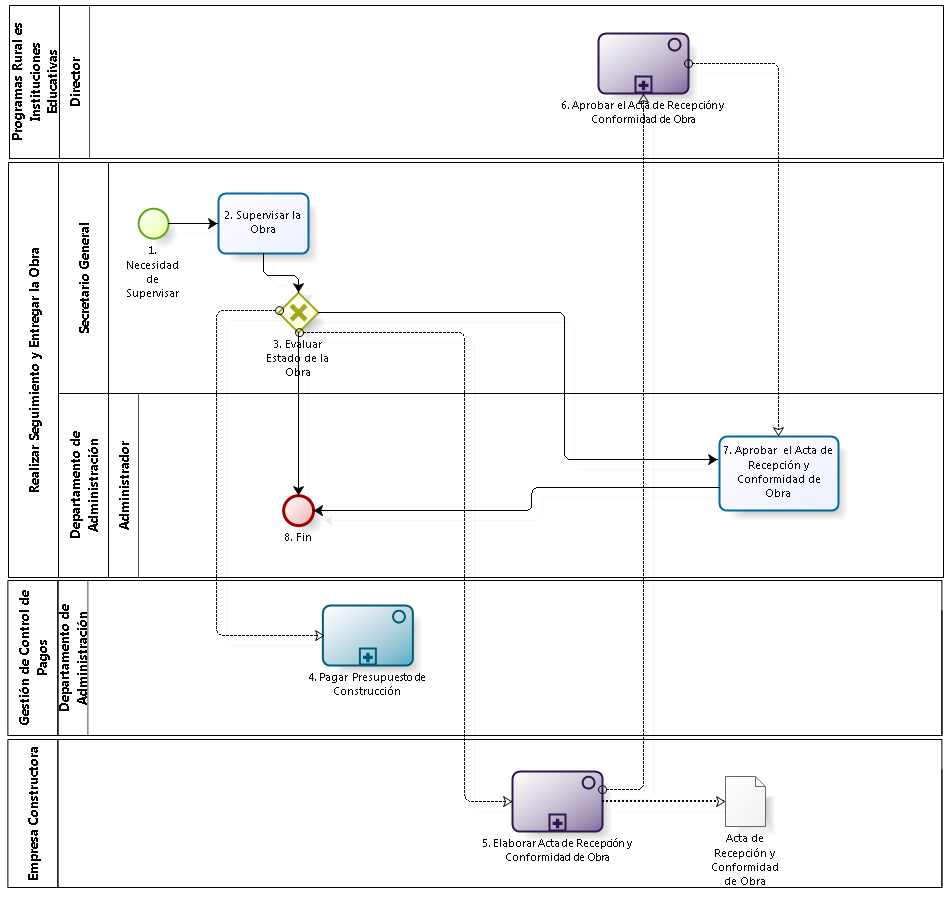 Programas Rurales
Instituciones
Educativas
Director
6. Aprobar el Acta de Recepción y
Conformidad de Obra
Realizar Seguimiento y Entregar la Obra
Secretario General
1.
Necesidad
de
Supervisar
2. Supervisar la
Obra
3. Evaluar
Estado de la
Obra
Departamento de
Administración
Administrador
7. Aprobar el Acta de
Recepción y
Conformidad de
Obra
8. Fin
Gestión de Control de
Pagos
Departamento de
Administración
4. Pagar Presupuesto de
Construcción
Empresa Constructora
5. Elaborar Acta de Recepción y
Conformidad de Obra
Acta de
Recepción y
Conformidad
de Obra